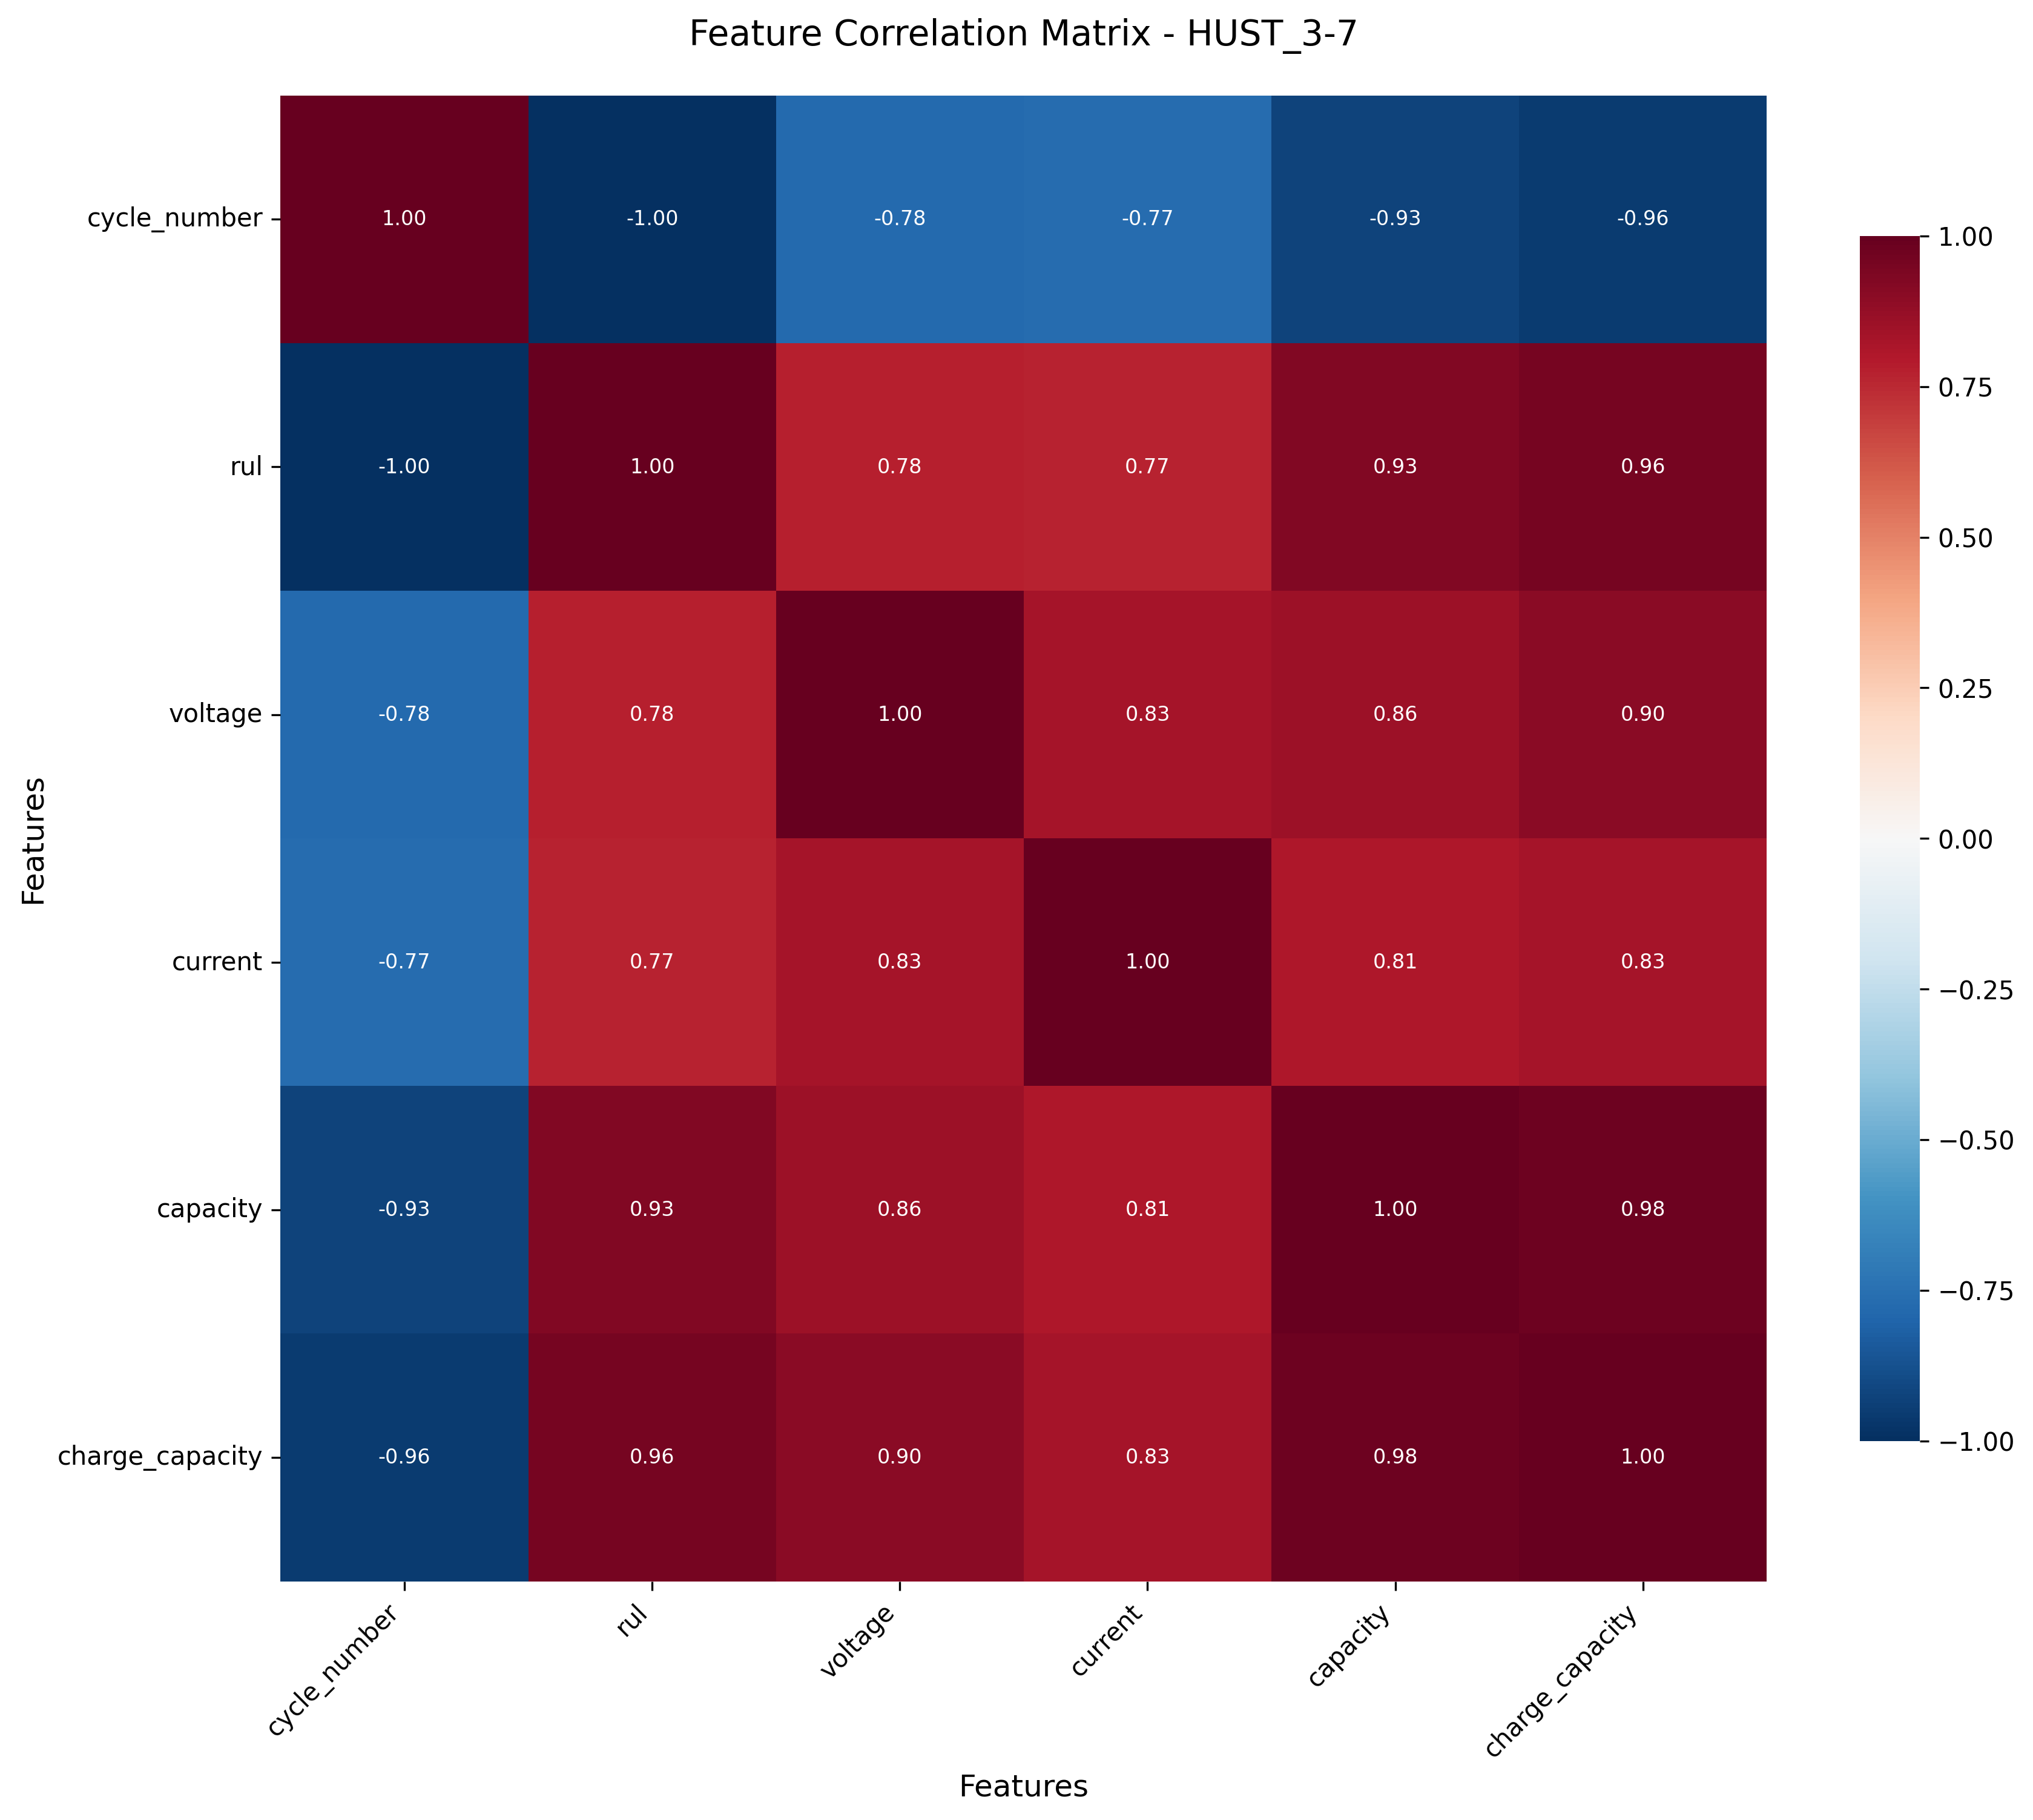 Feature Correlation Matrix - HUST_3-7
cycle_number 1.00 -1.00 -0.78 -0.77 -0.93 -0.96
rul -1.00 1.00 0.78 0.77 0.93 0.96
voltage -0.78 0.78 1.00 0.83 0.86 0.90
current -0.77 0.77 0.83 1.00 0.81 0.83
capacity -0.93 0.93 0.86 0.81 1.00 0.98
charge_capacity -0.96 0.96 0.90 0.83 0.98 1.00
Features
cycle_number rul voltage current capacity charge_capacity
Features
1.00
0.75
0.50
0.25
0.00
−0.25
−0.50
−0.75
−1.00